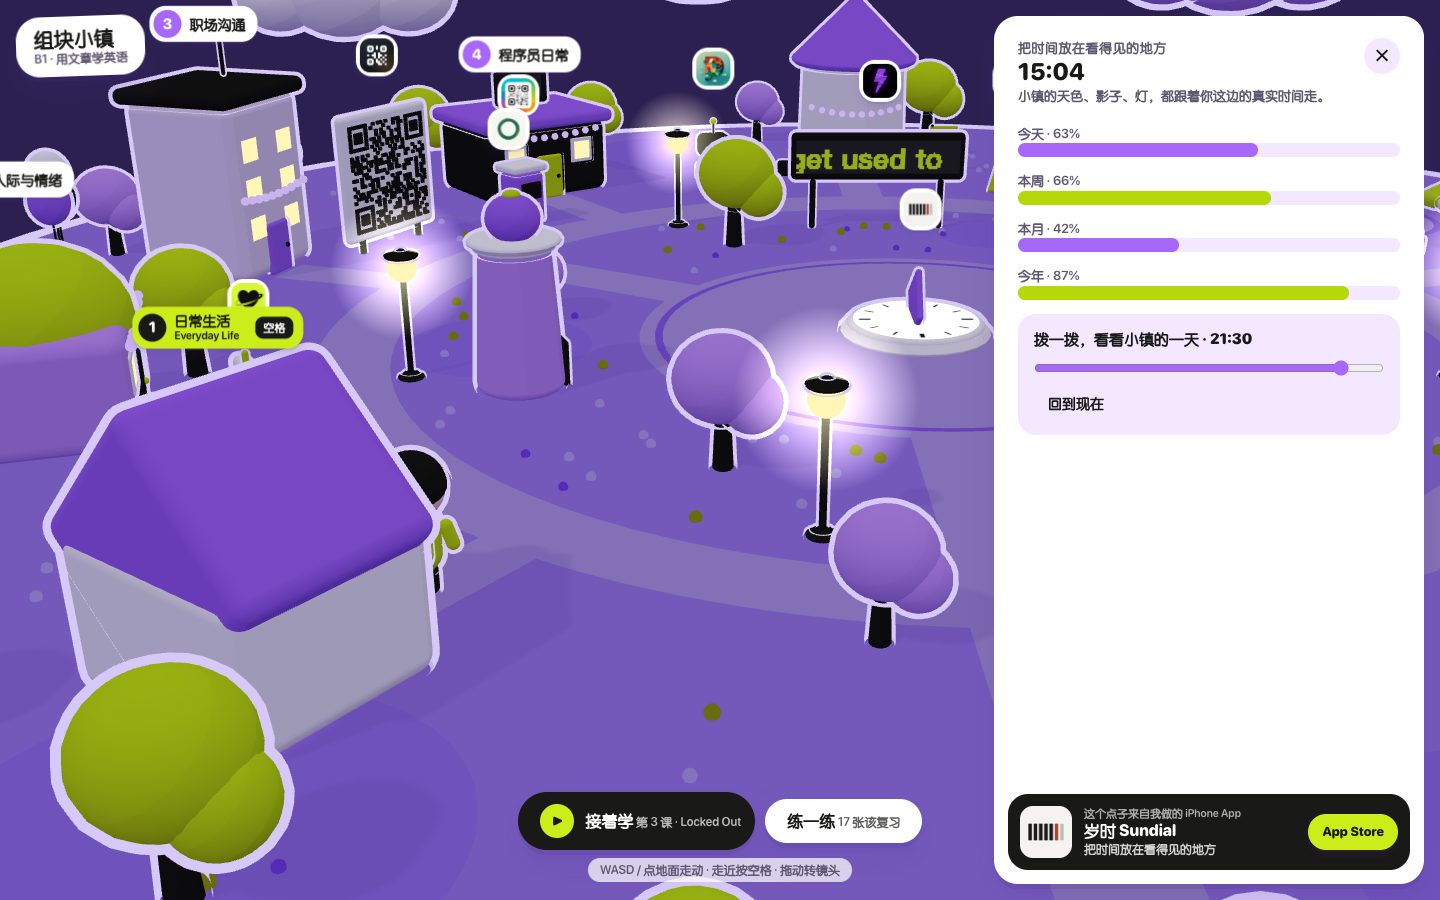 组块小镇
B1 · 用文章学英语
3 职场沟通
4 程序员日常
人际与情绪
get used to
1 日常生活
Everyday Life
空格
把时间放在看得见的地方
15:04
小镇的天色、影子、灯，都跟着你这边的真实时间走。
今天 · 63%
本周 · 66%
本月 · 42%
今年 · 87%
拨一拨，看看小镇的一天 · 21:30
回到现在
这个点子来自我做的 iPhone App
岁时 Sundial
把时间放在看得见的地方
App Store
接着学 第 3 课 · Locked Out
练一练 17 张该复习
WASD / 点地面走动 · 走近按空格 · 拖动转镜头